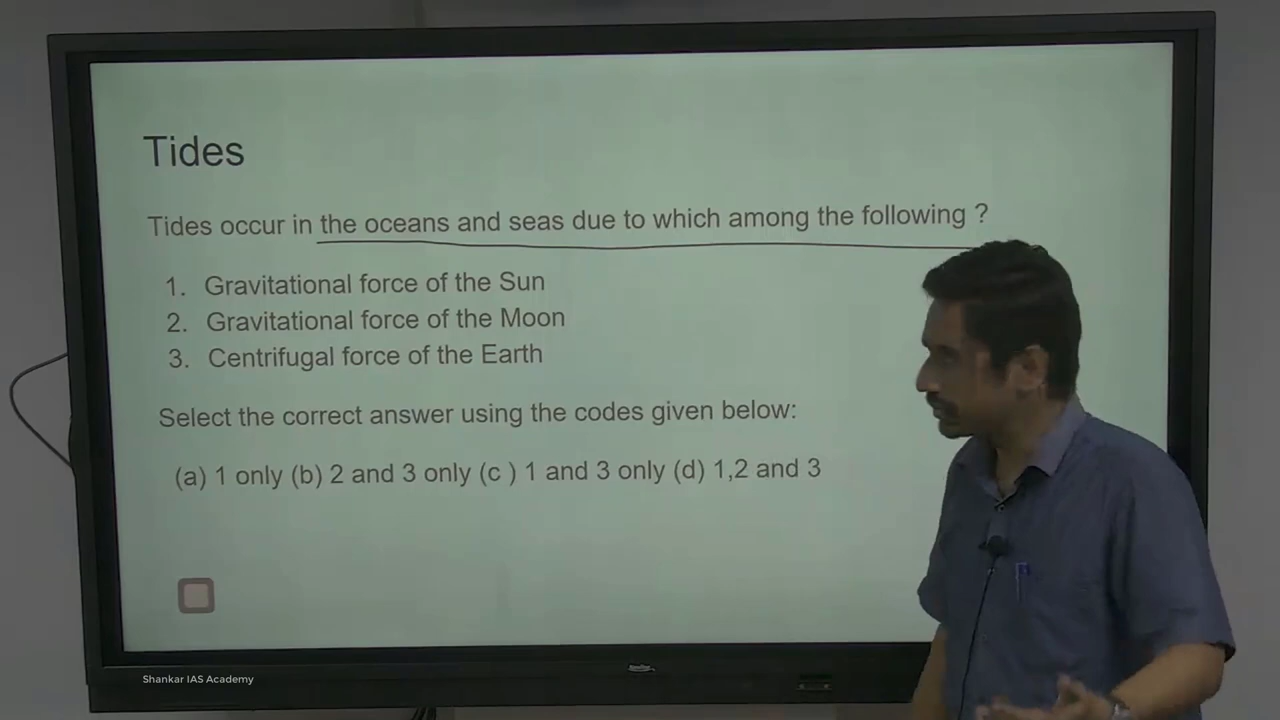 Tides
Tides occur in the oceans and seas due to which among the following ?
1. Gravitational force of the Sun
2. Gravitational force of the Moon
3. Centrifugal force of the Earth
Select the correct answer using the codes given below:
(a) 1 only (b) 2 and 3 only (c ) 1 and 3 only (d) 1,2 and 3
Shankar IAS Academy